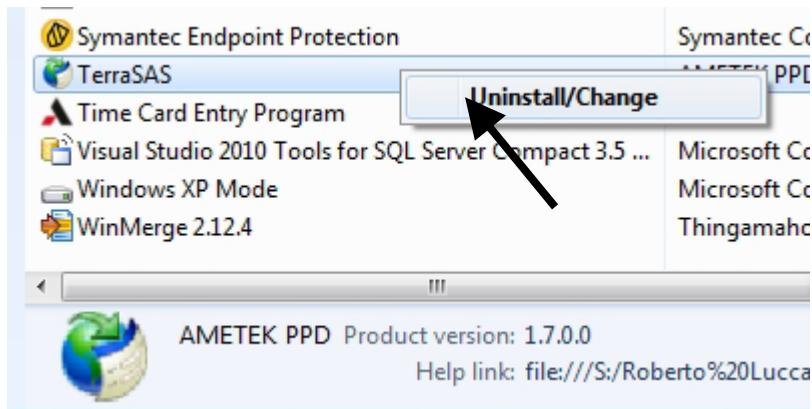 Symantec Endpoint Protection Symantec Co
TerraSAS AMETEK PPD
Uninstall/Change
Time Card Entry Program
Visual Studio 2010 Tools for SQL Server Compact 3.5 ... Microsoft Co
Windows XP Mode Microsoft Co
WinMerge 2.12.4 Thingamaho
AMETEK PPD Product version: 1.7.0.0
Help link: file:///S:/Roberto%20Lucca